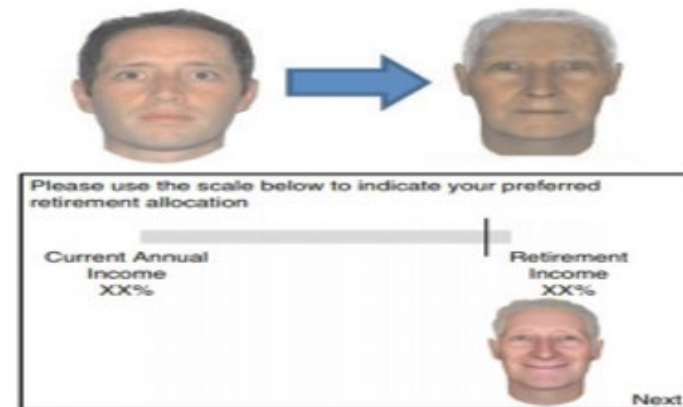 Please use the scale below to indicate your preferred
retirement allocation
Current Annual
Income
XX%
Retirement
Income
XX%
Next